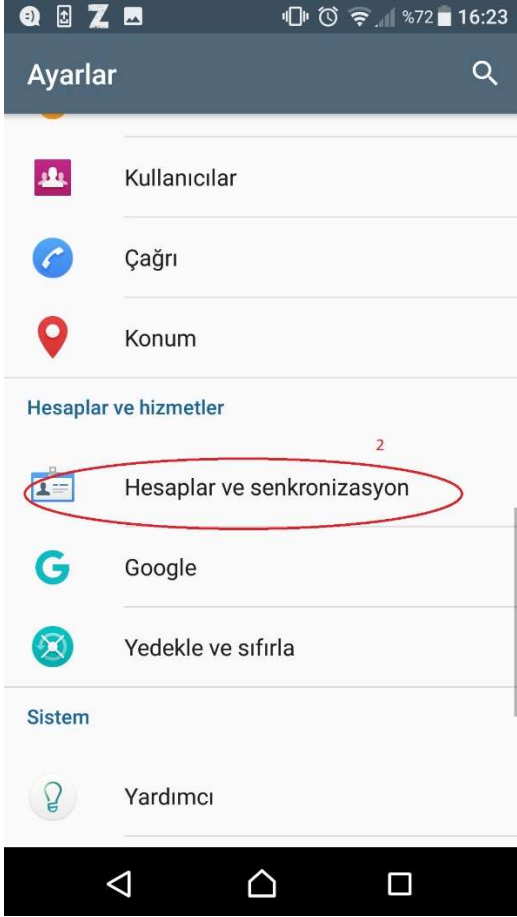 %72 16:23
Ayarlar
Kullanıcılar
Çağrı
Konum
Hesaplar ve hizmetler
2
Hesaplar ve senkronizasyon
Google
Yedekle ve sıfırla
Sistem
Yardımcı